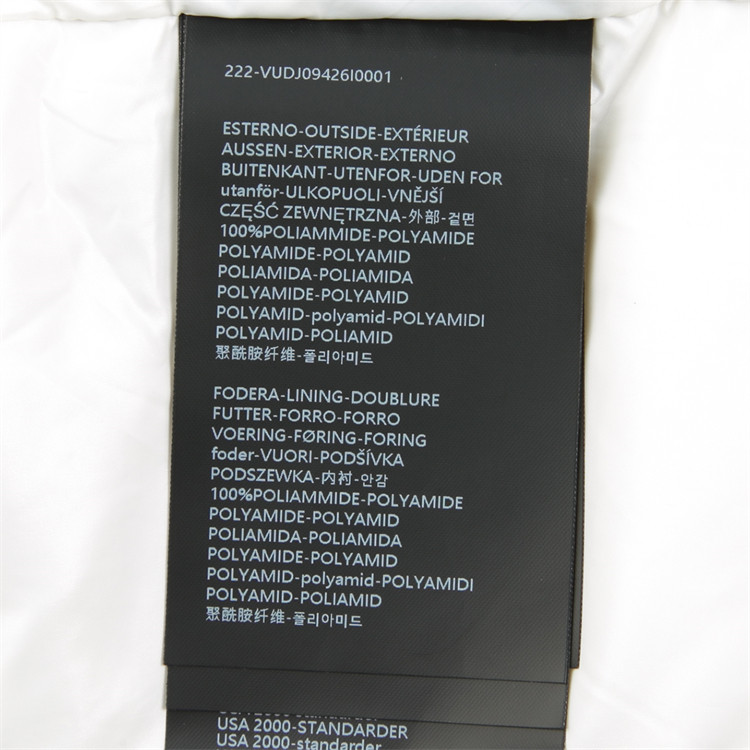 222-VUDJ09426I0001
ESTERNO-OUTSIDE-EXTÉRIEUR
AUSSEN-EXTERIOR-EXTERNO
BUITENKANT-UTENFOR-UDEN FOR
utanför-ULKOPUOLI-VNĚJŠÍ
CZĘŚĆ ZEWNĘTRZNA-外部-겉면
100%POLIAMMIDE-POLYAMIDE
POLYAMIDE-POLYAMID
POLIAMIDA-POLIAMIDA
POLYAMIDE-POLYAMID
POLYAMID-polyamid-POLYAMIDI
POLYAMID-POLIAMID
聚酰胺纤维-폴리아미드
FODERA-LINING-DOUBLURE
FUTTER-FORRO-FORRO
VOERING-FØRING-FORING
foder-VUORI-PODŠÍVKA
PODSZEWKA-内衬-안감
100%POLIAMMIDE-POLYAMIDE
POLYAMIDE-POLYAMID
POLIAMIDA-POLIAMIDA
POLYAMIDE-POLYAMID
POLYAMID-polyamid-POLYAMIDI
POLYAMID-POLIAMID
聚酰胺纤维-폴리아미드
USA 2000-STANDARDER
USA 2000-standarder